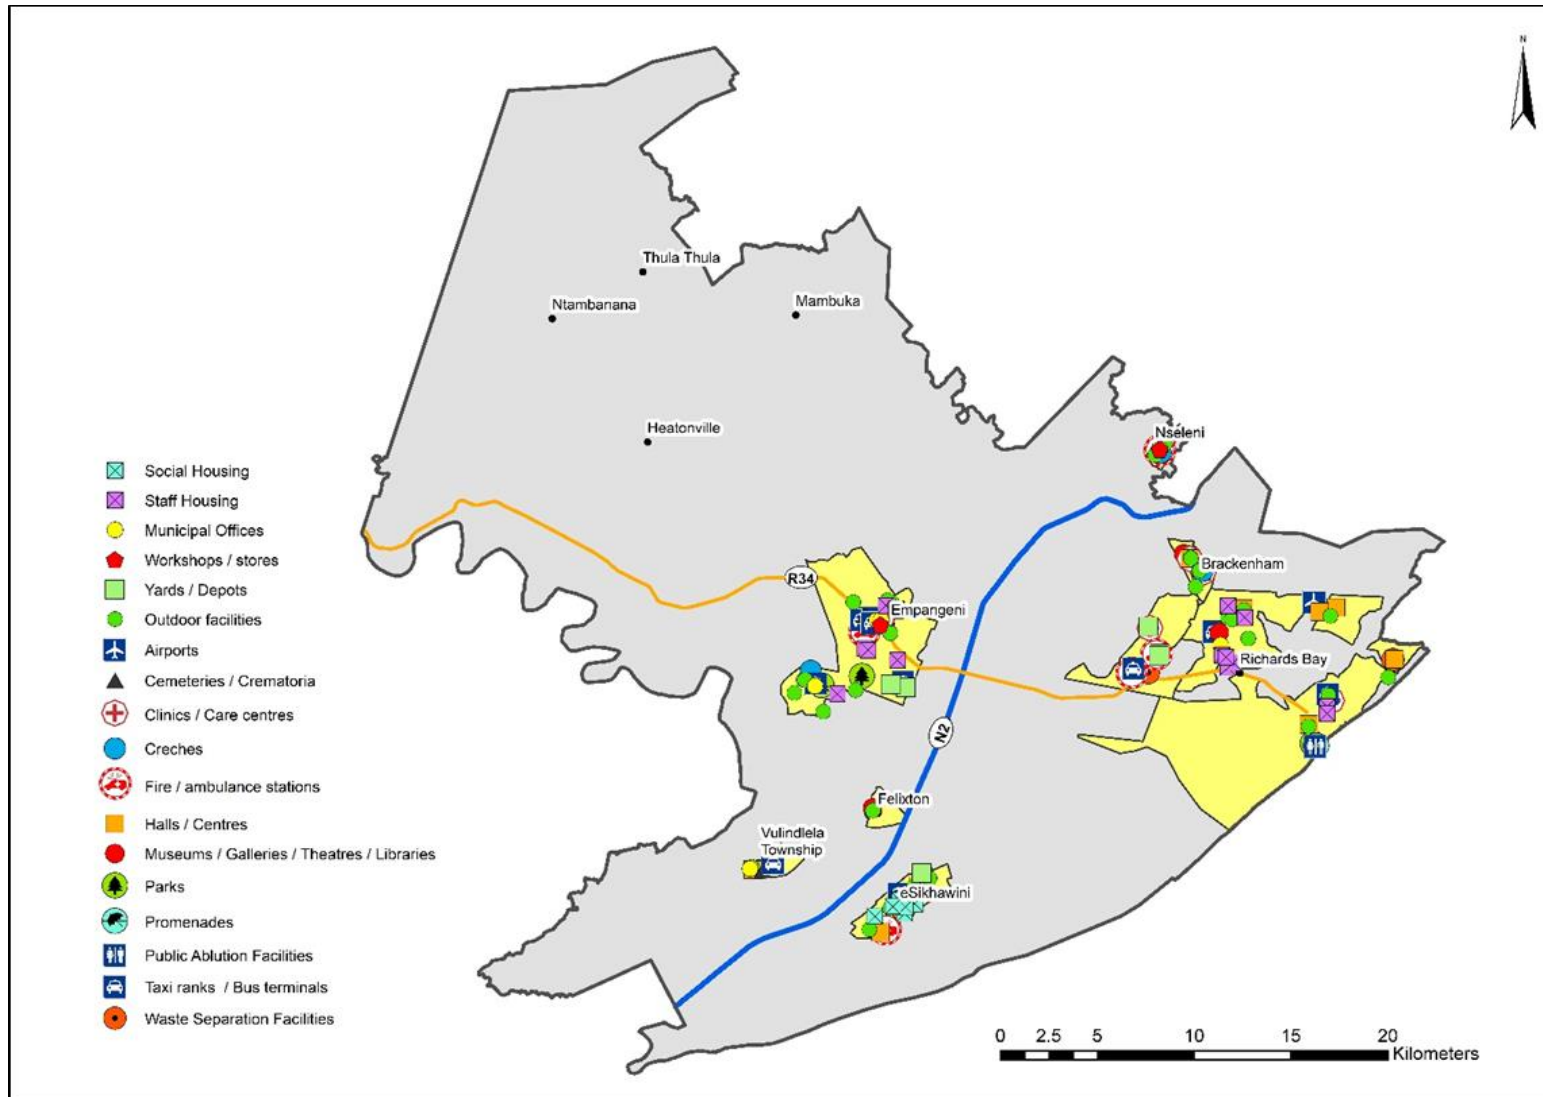 N
Thula Thula
Ntambanana
Mambuka
Heatonville
Nseleni
Brackenham
R34
Empangeni
Richards Bay
N2
Felixton
Vulindlela
Township
eSikhawini
Social Housing
Staff Housing
Municipal Offices
Workshops / stores
Yards / Depots
Outdoor facilities
Airports
Cemeteries / Crematoria
Clinics / Care centres
Creches
Fire / ambulance stations
Halls / Centres
Museums / Galleries / Theatres / Libraries
Parks
Promenades
Public Ablution Facilities
Taxi ranks / Bus terminals
Waste Separation Facilities
0 2.5 5 10 15 20
Kilometers